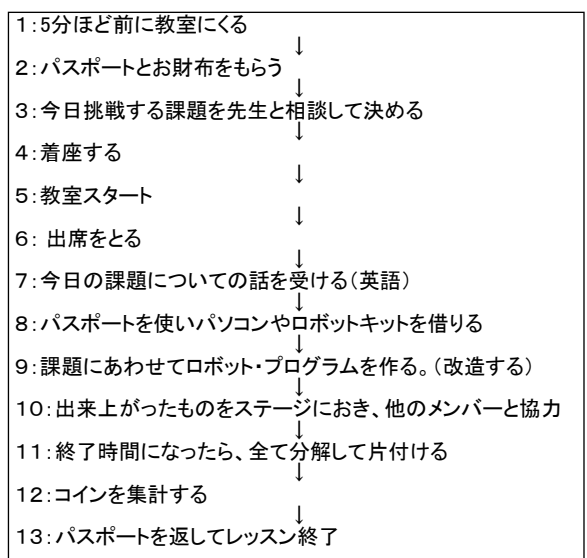 1:5分ほど前に教室にくる
↓
2:パスポートとお財布をもらう
↓
3:今日挑戦する課題を先生と相談して決める
↓
4:着座する
↓
5:教室スタート
↓
6: 出席をとる
↓
7:今日の課題についての話を受ける(英語)
↓
8:パスポートを使いパソコンやロボットキットを借りる
↓
9:課題にあわせてロボット・プログラムを作る。(改造する)
↓
10:出来上がったものをステージにおき、他のメンバーと協力
↓
11:終了時間になったら、全て分解して片付ける
↓
12:コインを集計する
↓
13:パスポートを返してレッスン終了